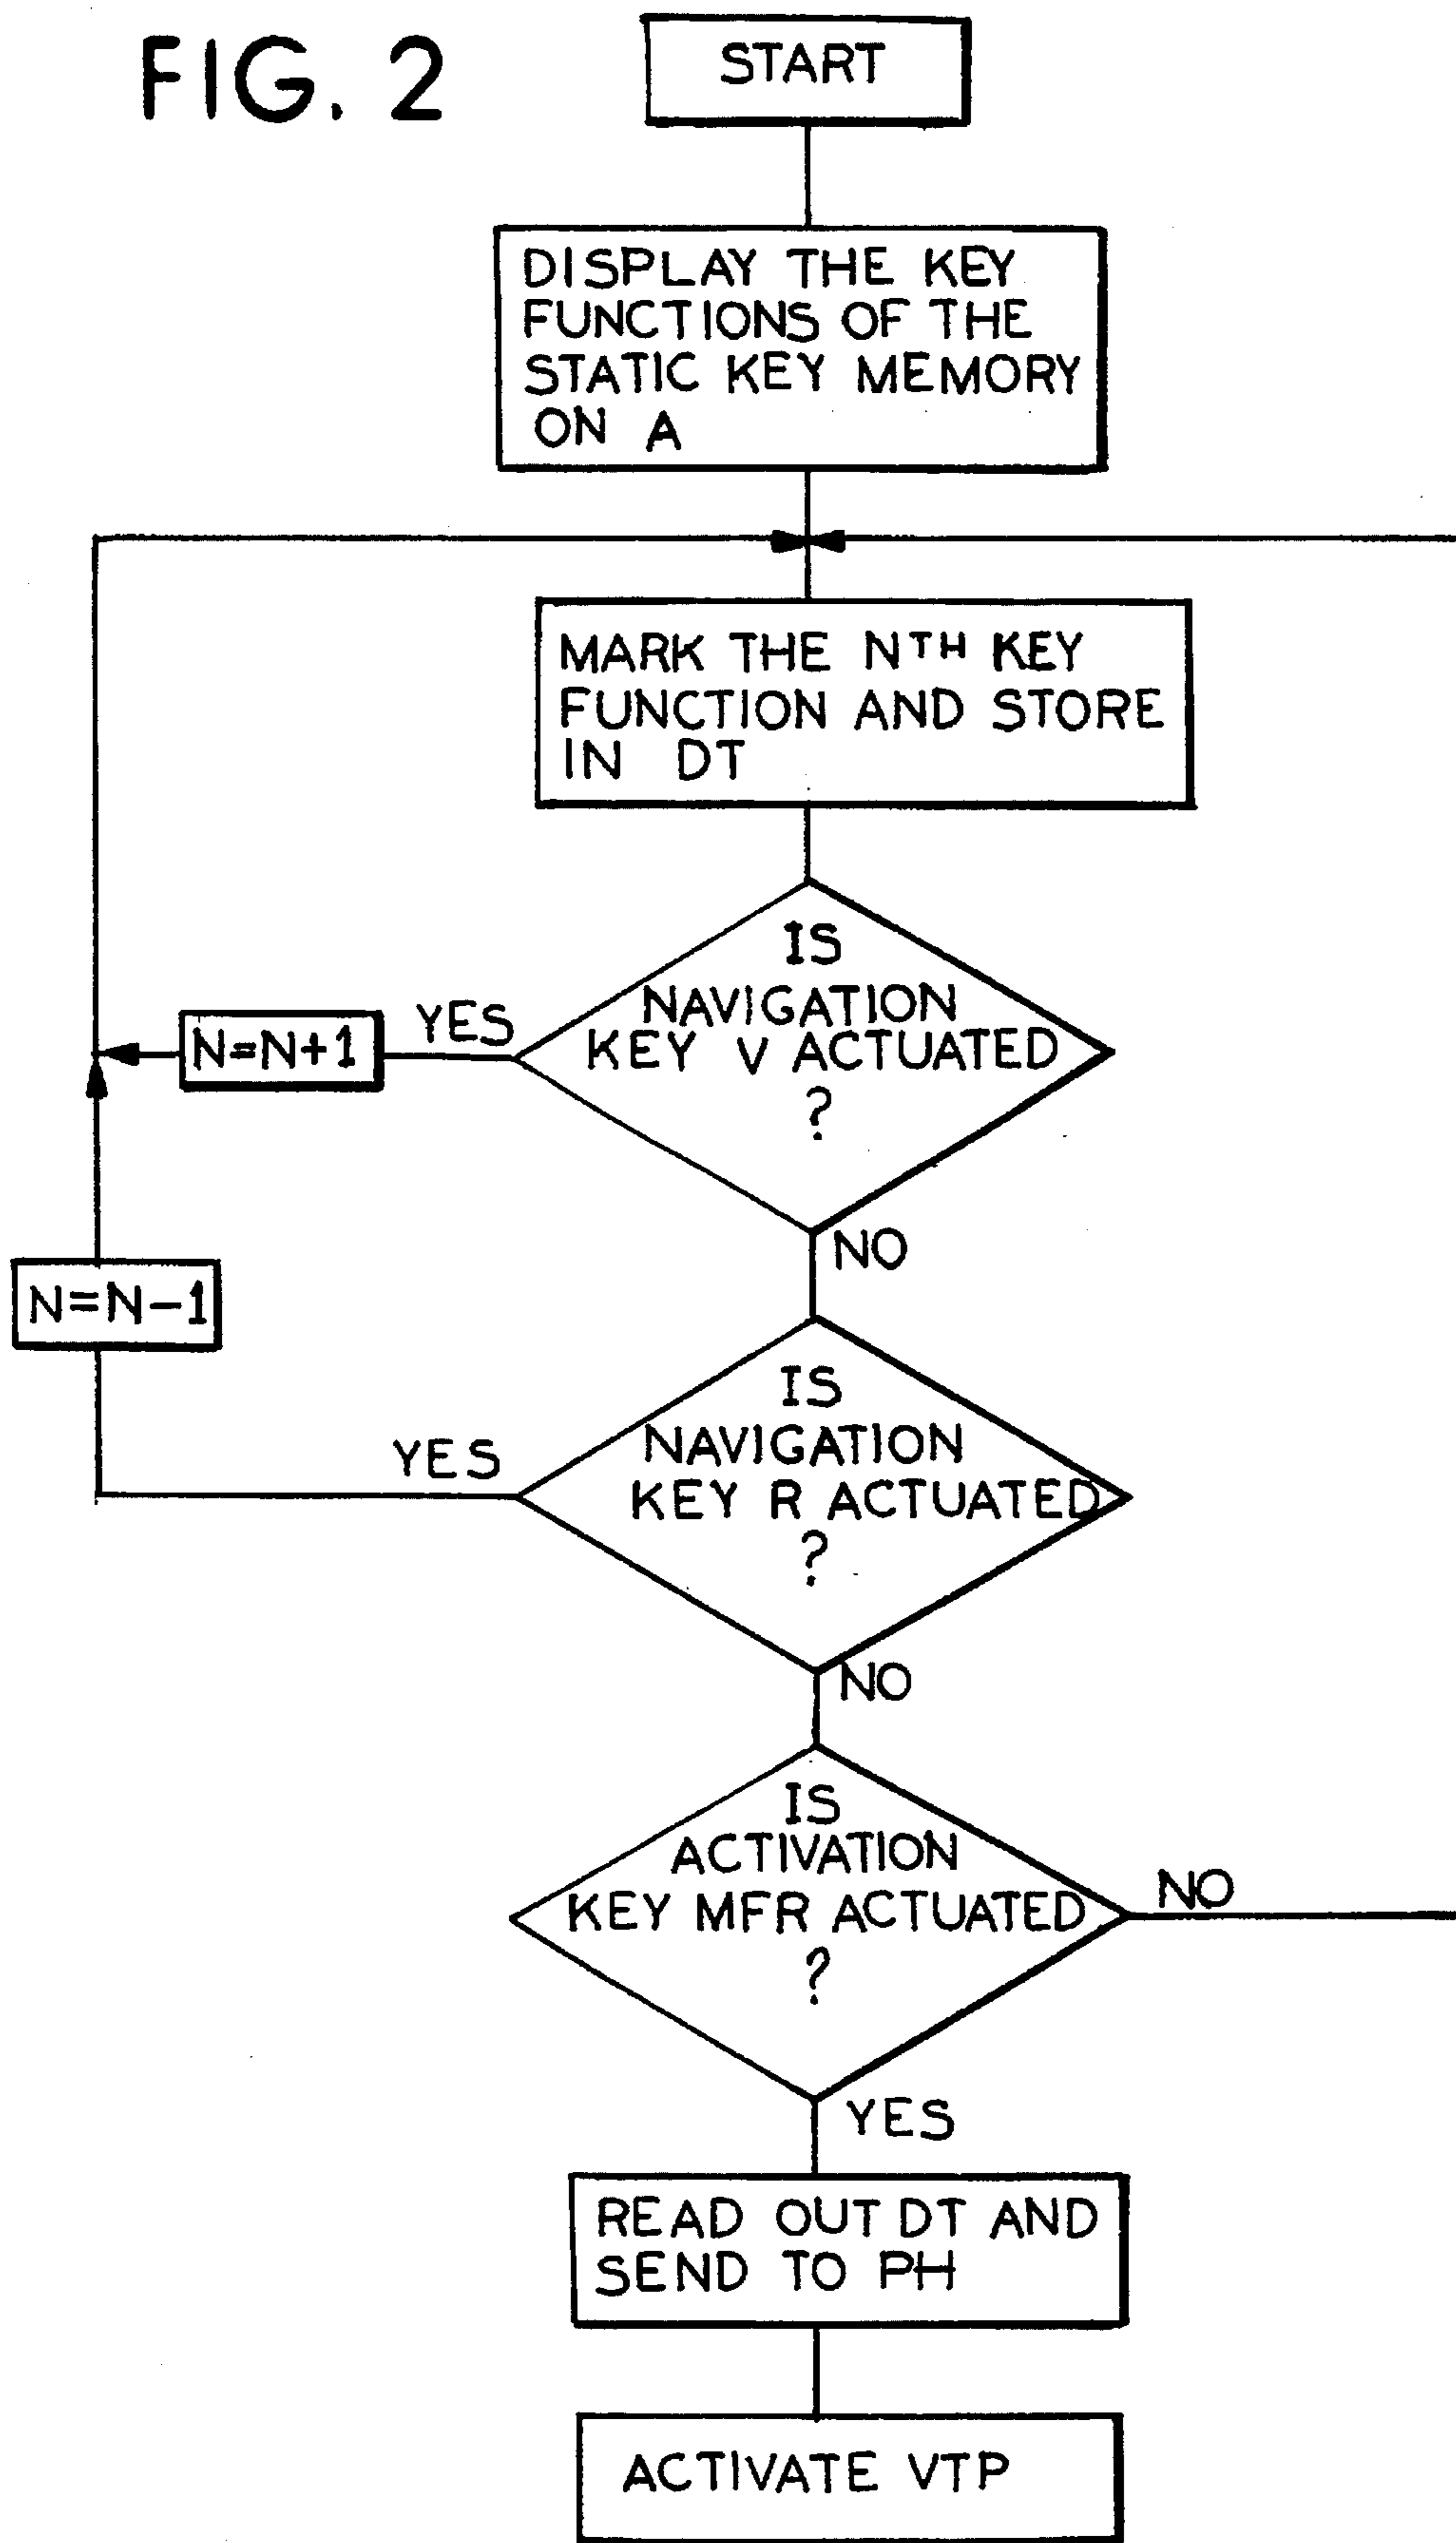 FIG. 2
START
DISPLAY THE KEY
FUNCTIONS OF THE
STATIC KEY MEMORY
ON A
MARK THE NTH KEY
FUNCTION AND STORE
IN DT
IS
NAVIGATION
KEY V ACTUATED
?
YES
N=N+1
NO
N=N-1
IS
NAVIGATION
KEY R ACTUATED
?
YES
NO
IS
ACTIVATION
KEY MFR ACTUATED
?
NO
YES
READ OUT DT AND
SEND TO PH
ACTIVATE VTP